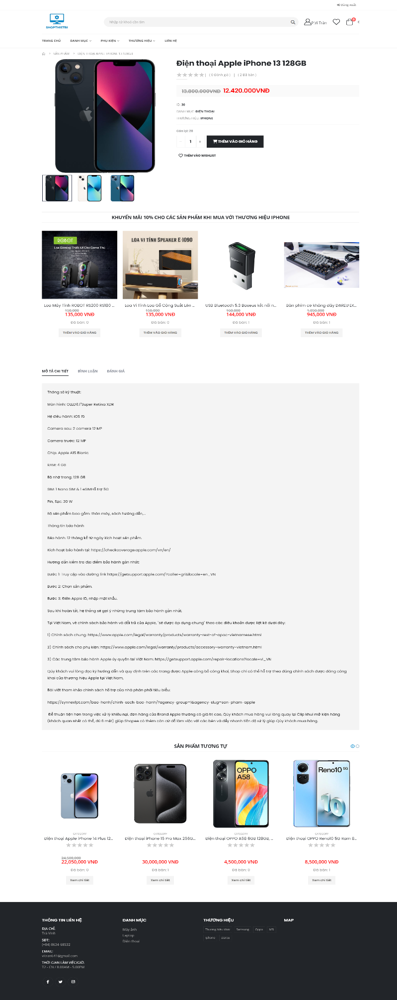 Đăng xuất
SHOPTHIETBI
Nhập từ khoá cần tìm
P.Vi Trần
0
TRANG CHỦ DANH MỤC PHỤ KIỆN THƯƠNG HIỆU LIÊN HỆ
SẢN PHẨM > ĐIỆN THOẠI APPLE IPHONE 13 128GB
Điện thoại Apple iPhone 13 128GB
| ( 0 Đánh giá ) | ( 2 Đã bán )
13.800.000VNĐ 12.420.000VNĐ
ID: 30
DANH MỤC: ĐIỆN THOẠI
THƯƠNG HIỆU: IPHONE
Còn lại: 28
- 1 +
THÊM VÀO GIỎ HÀNG
THÊM VÀO WISHLIST
KHUYẾN MÃI 10% CHO CÁC SẢN PHẨM KHI MUA VỚI THƯƠNG HIỆU IPHONE
ROBOT
Loa Gaming Thiết Kế Cho Game Thủ
LOA VI TÍNH SPEAKER E-1090
Loa Máy Tính ROBOT RS200 RS180 ...
150,000
135,000 VNĐ
Đã bán: 0
THÊM VÀO GIỎ HÀNG
Loa Vi Tính Loa Gỗ Công Suất Lớn ...
150,000
135,000 VNĐ
Đã bán: 0
THÊM VÀO GIỎ HÀNG
USB Bluetooth 5.3 Baseus kết nối n...
160,000
144,000 VNĐ
Đã bán: 1
THÊM VÀO GIỎ HÀNG
Bàn phím cơ không dây DAREU EK...
1,050,000
945,000 VNĐ
Đã bán: 1
THÊM VÀO GIỎ HÀNG
MÔ TẢ CHI TIẾT BÌNH LUẬN ĐÁNH GIÁ
Thông số kỹ thuật:
Màn hình: OLED6.1"Super Retina XDR
Hệ điều hành: iOS 15
Camera sau: 2 camera 12 MP
Camera trước: 12 MP
Chip: Apple A15 Bionic
RAM: 4 GB
Bộ nhớ trong: 128 GB
SIM: 1 Nano SIM & 1 eSIMHỗ trợ 5G
Pin, Sạc: 20 W
Bộ sản phẩm bao gồm: thân máy, sách hướng dẫn,...
Thông tin bảo hành
Bảo hành: 12 tháng kể từ ngày kích hoạt sản phẩm.
Kích hoạt bảo hành tại: https://checkcoverage.apple.com/vn/en/
Hướng dẫn kiểm tra địa điểm bảo hành gần nhất:
Bước 1: Truy cập vào đường link https://getsupport.apple.com/?caller=grl&locale=en_VN
Bước 2: Chọn sản phẩm.
Bước 3: Điền Apple ID, nhập mật khẩu.
Sau khi hoàn tất, hệ thống sẽ gợi ý những trung tâm bảo hành gần nhất.
Tại Việt Nam, về chính sách bảo hành và đổi trả của Apple, "sẽ được áp dụng chung" theo các điều khoản được liệt kê dưới đây:
1) Chính sách chung: https://www.apple.com/legal/warranty/products/warranty-rest-of-apac-vietnamese.html
2) Chính sách cho phụ kiện: https://www.apple.com/legal/warranty/products/accessory-warranty-vietnam.html
3) Các trung tâm bảo hành Apple ủy quyền tại Việt Nam: https://getsupport.apple.com/repair-locations?locale=vi_VN
Qúy khách vui lòng đọc kỹ hướng dẫn và quy định trên các trang được Apple công bố công khai, Shop chỉ có thể hỗ trợ theo đúng chính sách được đăng công
khai của thương hiệu Apple tại Việt Nam,
Bài viết tham khảo chính sách hỗ trợ của nhà phân phối tiêu biểu:
https://synnexfpt.com/bao-hanh/chinh-sach-bao-hanh/?agency-group=1&agency-slug=san-pham-apple
Để thuận tiện hơn trong việc xử lý khiếu nại, đơn hàng của Brand Apple thường có giá trị cao, Qúy khách mua hàng vui lòng quay lại Clip khui mở kiện hàng
(khách quan nhất có thể, đủ 6 mặt) giúp Shopee có thêm căn cứ để làm việc với các bên và đẩy nhanh tiến độ xử lý giúp Qúy khách mua hàng.
SẢN PHẨM TƯƠNG TỰ
OPPO
A58
Reno10 5G
10
CATEGORY
Điện thoại Apple iPhone 14 Plus 12...
24,500,000
22,050,000 VNĐ
Đã bán: 0
Xem chi tiết
CATEGORY
Điện thoại iPhone 15 Pro Max 256G...
30,000,000 VNĐ
Đã bán: 1
Xem chi tiết
CATEGORY
Điện thoại OPPO A58 6GB 128GB, ...
4,500,000 VNĐ
Đã bán: 0
Xem chi tiết
CATEGORY
Điện thoại OPPO Reno10 5G Ram 8...
8,500,000 VNĐ
Đã bán: 1
Xem chi tiết
THÔNG TIN LIÊN HỆ
ĐỊA CHỈ:
Trà Vinh
SĐT:
(+84) 8634-68532
EMAIL:
vitran641@gmail.com
THỜI GIAN LÀM VIỆC/GIỜ:
T2 - CN / 8:00AM - 5:00PM
DANH MỤC
Máy ảnh
Laptop
Điện thoại
THƯƠNG HIỆU
Thương hiệu khác Samsung Oppo MSI
Iphone Dareu
MAP